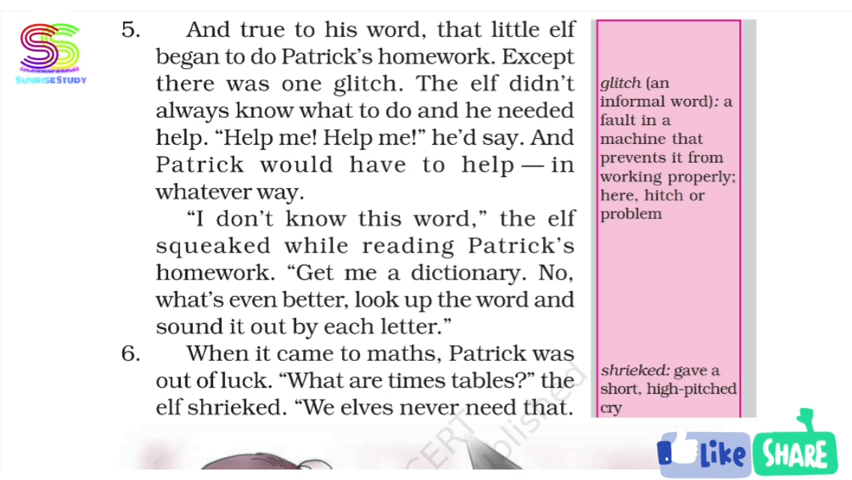 SS
SUNRISE STUDY
5. And true to his word, that little elf
began to do Patrick's homework. Except
there was one glitch. The elf didn't
always know what to do and he needed
help. “Help me! Help me!” he'd say. And
Patrick would have to help — in
whatever way.
“I don't know this word,” the elf
squeaked while reading Patrick's
homework. “Get me a dictionary. No,
what's even better, look up the word and
sound it out by each letter.”
6. When it came to maths, Patrick was
out of luck. “What are times tables?” the
elf shrieked. “We elves never need that.
glitch (an
informal word): a
fault in a
machine that
prevents it from
working properly;
here, hitch or
problem
shrieked: gave a
short, high-pitched
cry
Like
SHARE